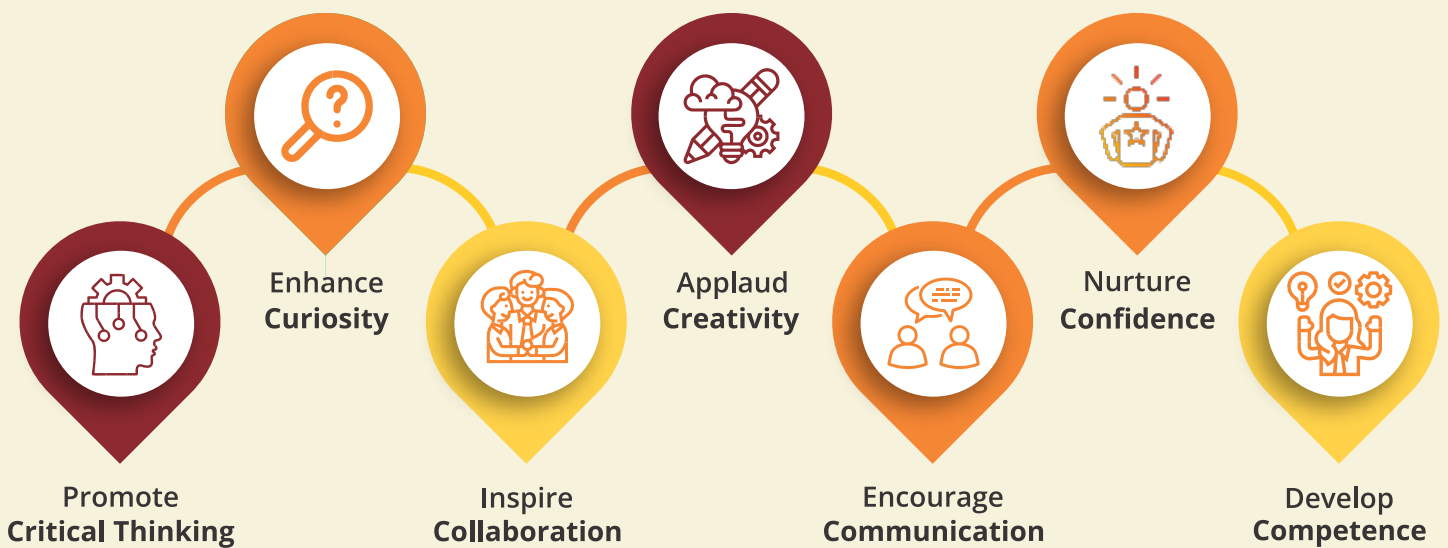 Promote
Critical Thinking
Enhance
Curiosity
Inspire
Collaboration
Applaud
Creativity
Encourage
Communication
Nurture
Confidence
Develop
Competence